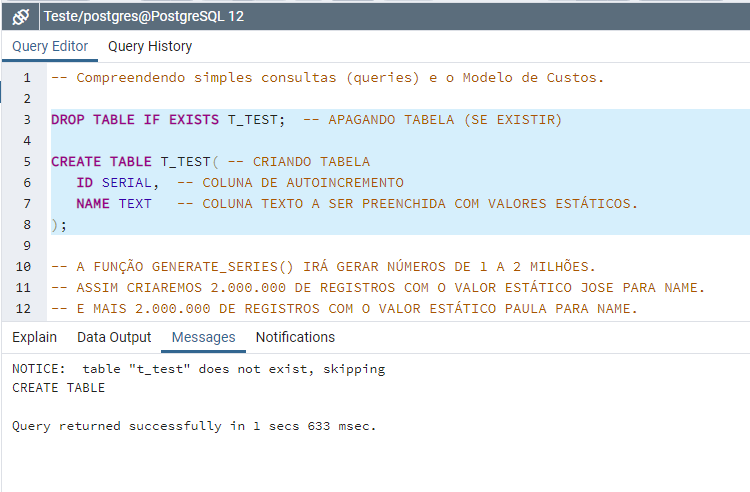 Teste/postgres@PostgreSQL 12
Query Editor Query History
1 -- Compreendendo simples consultas (queries) e o Modelo de Custos.
2
3 DROP TABLE IF EXISTS T_TEST; -- APAGANDO TABELA (SE EXISTIR)
4
5 CREATE TABLE T_TEST( -- CRIANDO TABELA
6 ID SERIAL, -- COLUNA DE AUTOINCREMENTO
7 NAME TEXT -- COLUNA TEXTO A SER PREENCHIDA COM VALORES ESTÁTICOS.
8 );
9
10 -- A FUNÇÃO GENERATE_SERIES() IRÁ GERAR NÚMEROS DE 1 A 2 MILHÕES.
11 -- ASSIM CRIAREMOS 2.000.000 DE REGISTROS COM O VALOR ESTÁTICO JOSE PARA NAME.
12 -- E MAIS 2.000.000 DE REGISTROS COM O VALOR ESTÁTICO PAULA PARA NAME.
Explain Data Output Messages Notifications
NOTICE: table "t_test" does not exist, skipping
CREATE TABLE
Query returned successfully in 1 secs 633 msec.